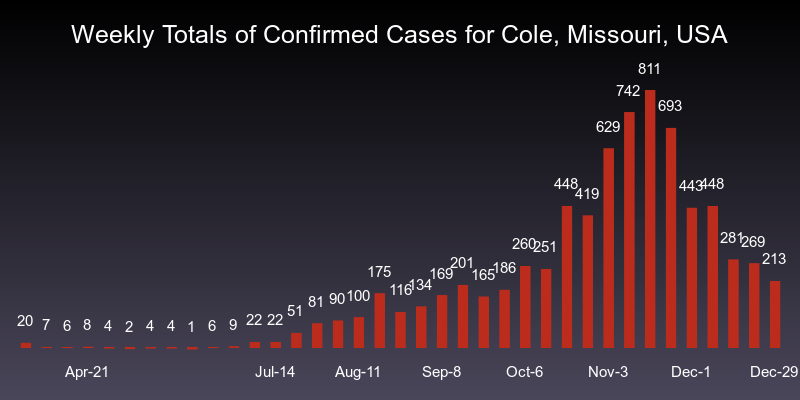 Weekly Totals of Confirmed Cases for Cole, Missouri, USA
20 7 6 8 4 2 4 4 1 6 9 22 22 51 81 90 100 175 116 134 169 201 165 186 260 251 448 419 629 742 811 693 443 448 281 269 213
Apr-21 Jul-14 Aug-11 Sep-8 Oct-6 Nov-3 Dec-1 Dec-29